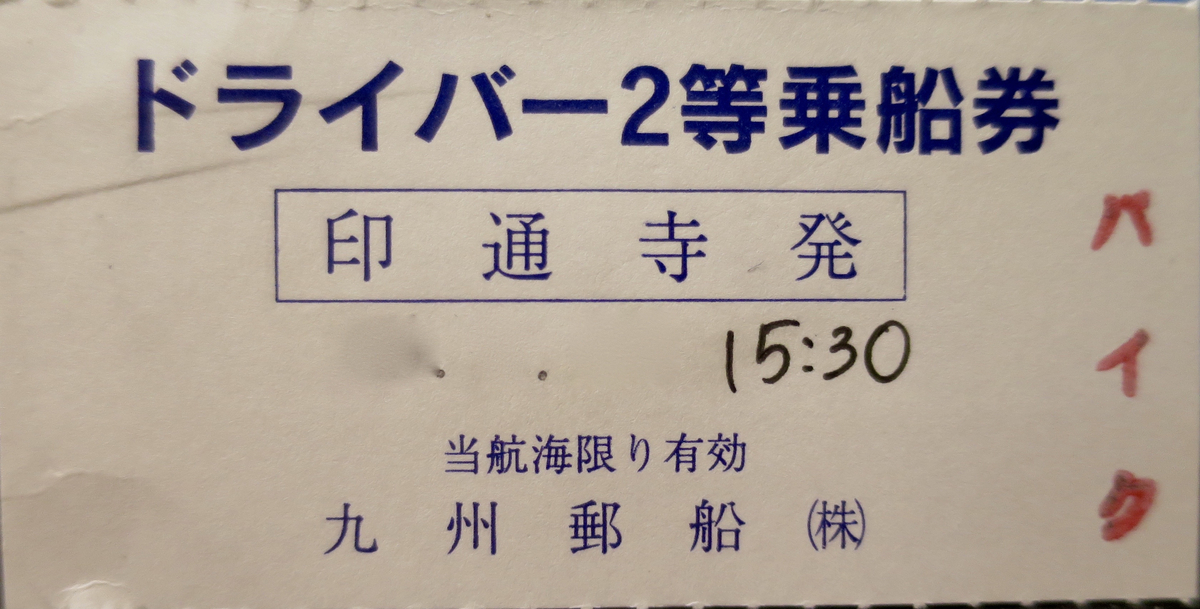 ドライバー2等乗船券
印通寺発
15:30
当航海限り有効
九州郵船㈱
バイク